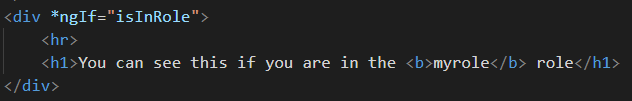 <div *ngIf="isInRole">
    <hr>
    <h1>You can see this if you are in the <b>myrole</b> role</h1>
</div>